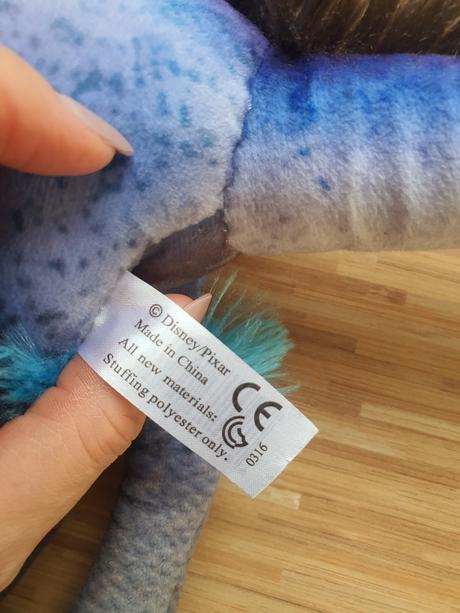 © Disney/Pixar
Made in China
All new materials:
Stuffing polyester only.
CE
0316